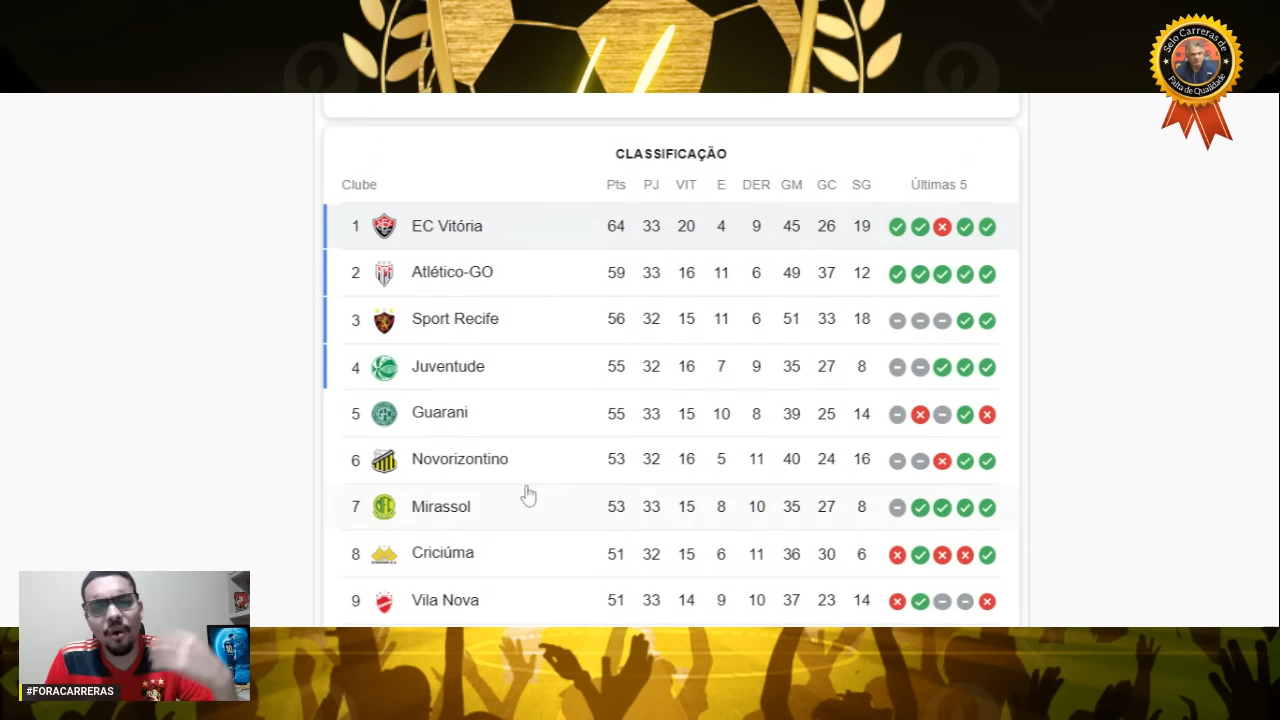 Selo Carreras de
Falta de Qualidade
CLASSIFICAÇÃO
Clube Pts PJ VIT E DER GM GC SG Últimas 5
1 EC Vitória 64 33 20 4 9 45 26 19
2 Atlético-GO 59 33 16 11 6 49 37 12
3 Sport Recife 56 32 15 11 6 51 33 18
4 Juventude 55 32 16 7 9 35 27 8
5 Guarani 55 33 15 10 8 39 25 14
6 Novorizontino 53 32 16 5 11 40 24 16
7 Mirassol 53 33 15 8 10 35 27 8
8 Criciúma 51 32 15 6 11 36 30 6
9 Vila Nova 51 33 14 9 10 37 23 14
#FORACARRERAS